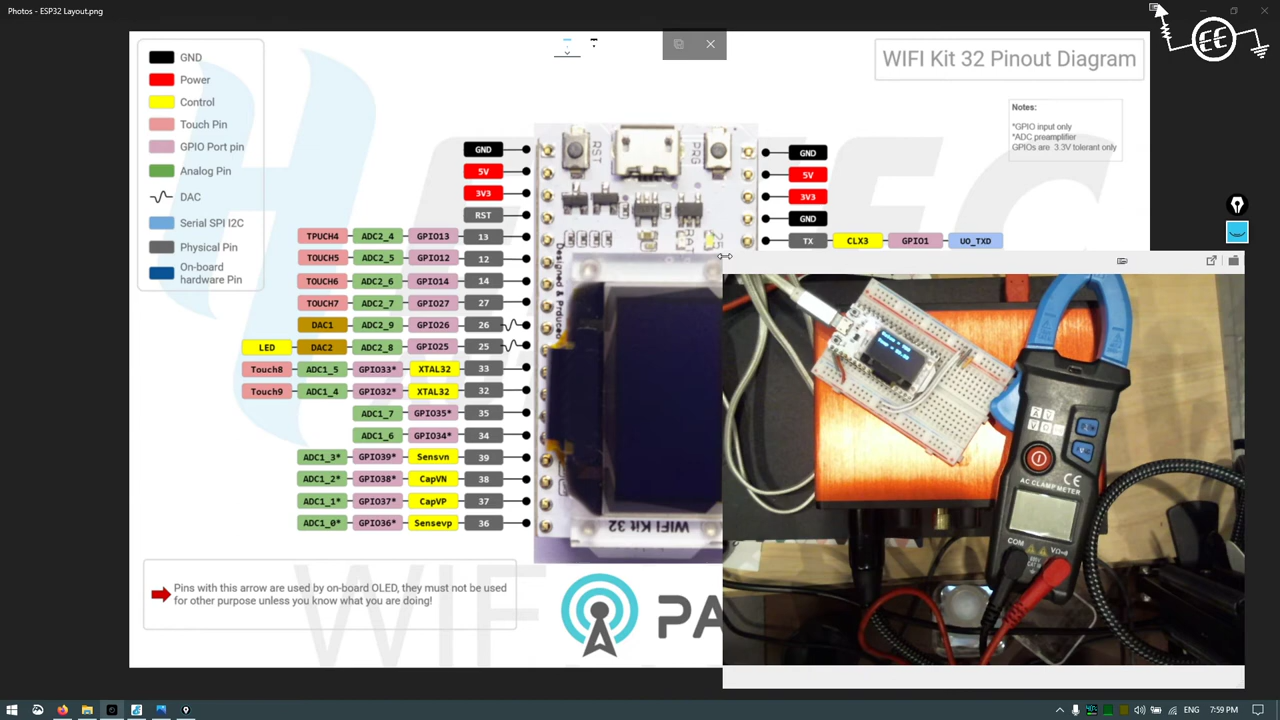 Photos - ESP32 Layout.png
GND
Power
Control
Touch Pin
GPIO Port pin
Analog Pin
DAC
Serial SPI I2C
Physical Pin
On-board
hardware Pin
WIFI Kit 32 Pinout Diagram
Notes:
*GPIO input only
*ADC preamplifier
GPIOs are 3.3V tolerant only
EE
GND
5V
3V3
RST
TPUCH4 ADC2_4 GPIO13 13
TOUCH5 ADC2_5 GPIO12 12
TOUCH6 ADC2_6 GPIO14 14
TOUCH7 ADC2_7 GPIO27 27
DAC1 ADC2_9 GPIO26 26
LED DAC2 ADC2_8 GPIO25 25
Touch8 ADC1_5 GPIO33* XTAL32 33
Touch9 ADC1_4 GPIO32* XTAL32 32
ADC1_7 GPIO35* 35
ADC1_6 GPIO34* 34
ADC1_3* GPIO39* Sensvn 39
ADC1_2* GPIO38* CapVN 38
ADC1_1* GPIO37* CapVP 37
ADC1_0* GPIO36* Sensevp 36
RST
PRG
GND
5V
3V3
GND
TX CLX3 GPIO1 UO_TXD
WIFI Kit 32
Pins with this arrow are used by on-board OLED, they must not be used
for other purpose unless you know what you are doing!
WIF
PA
CE
AC CLAMP METER
COM
ENG
7:59 PM